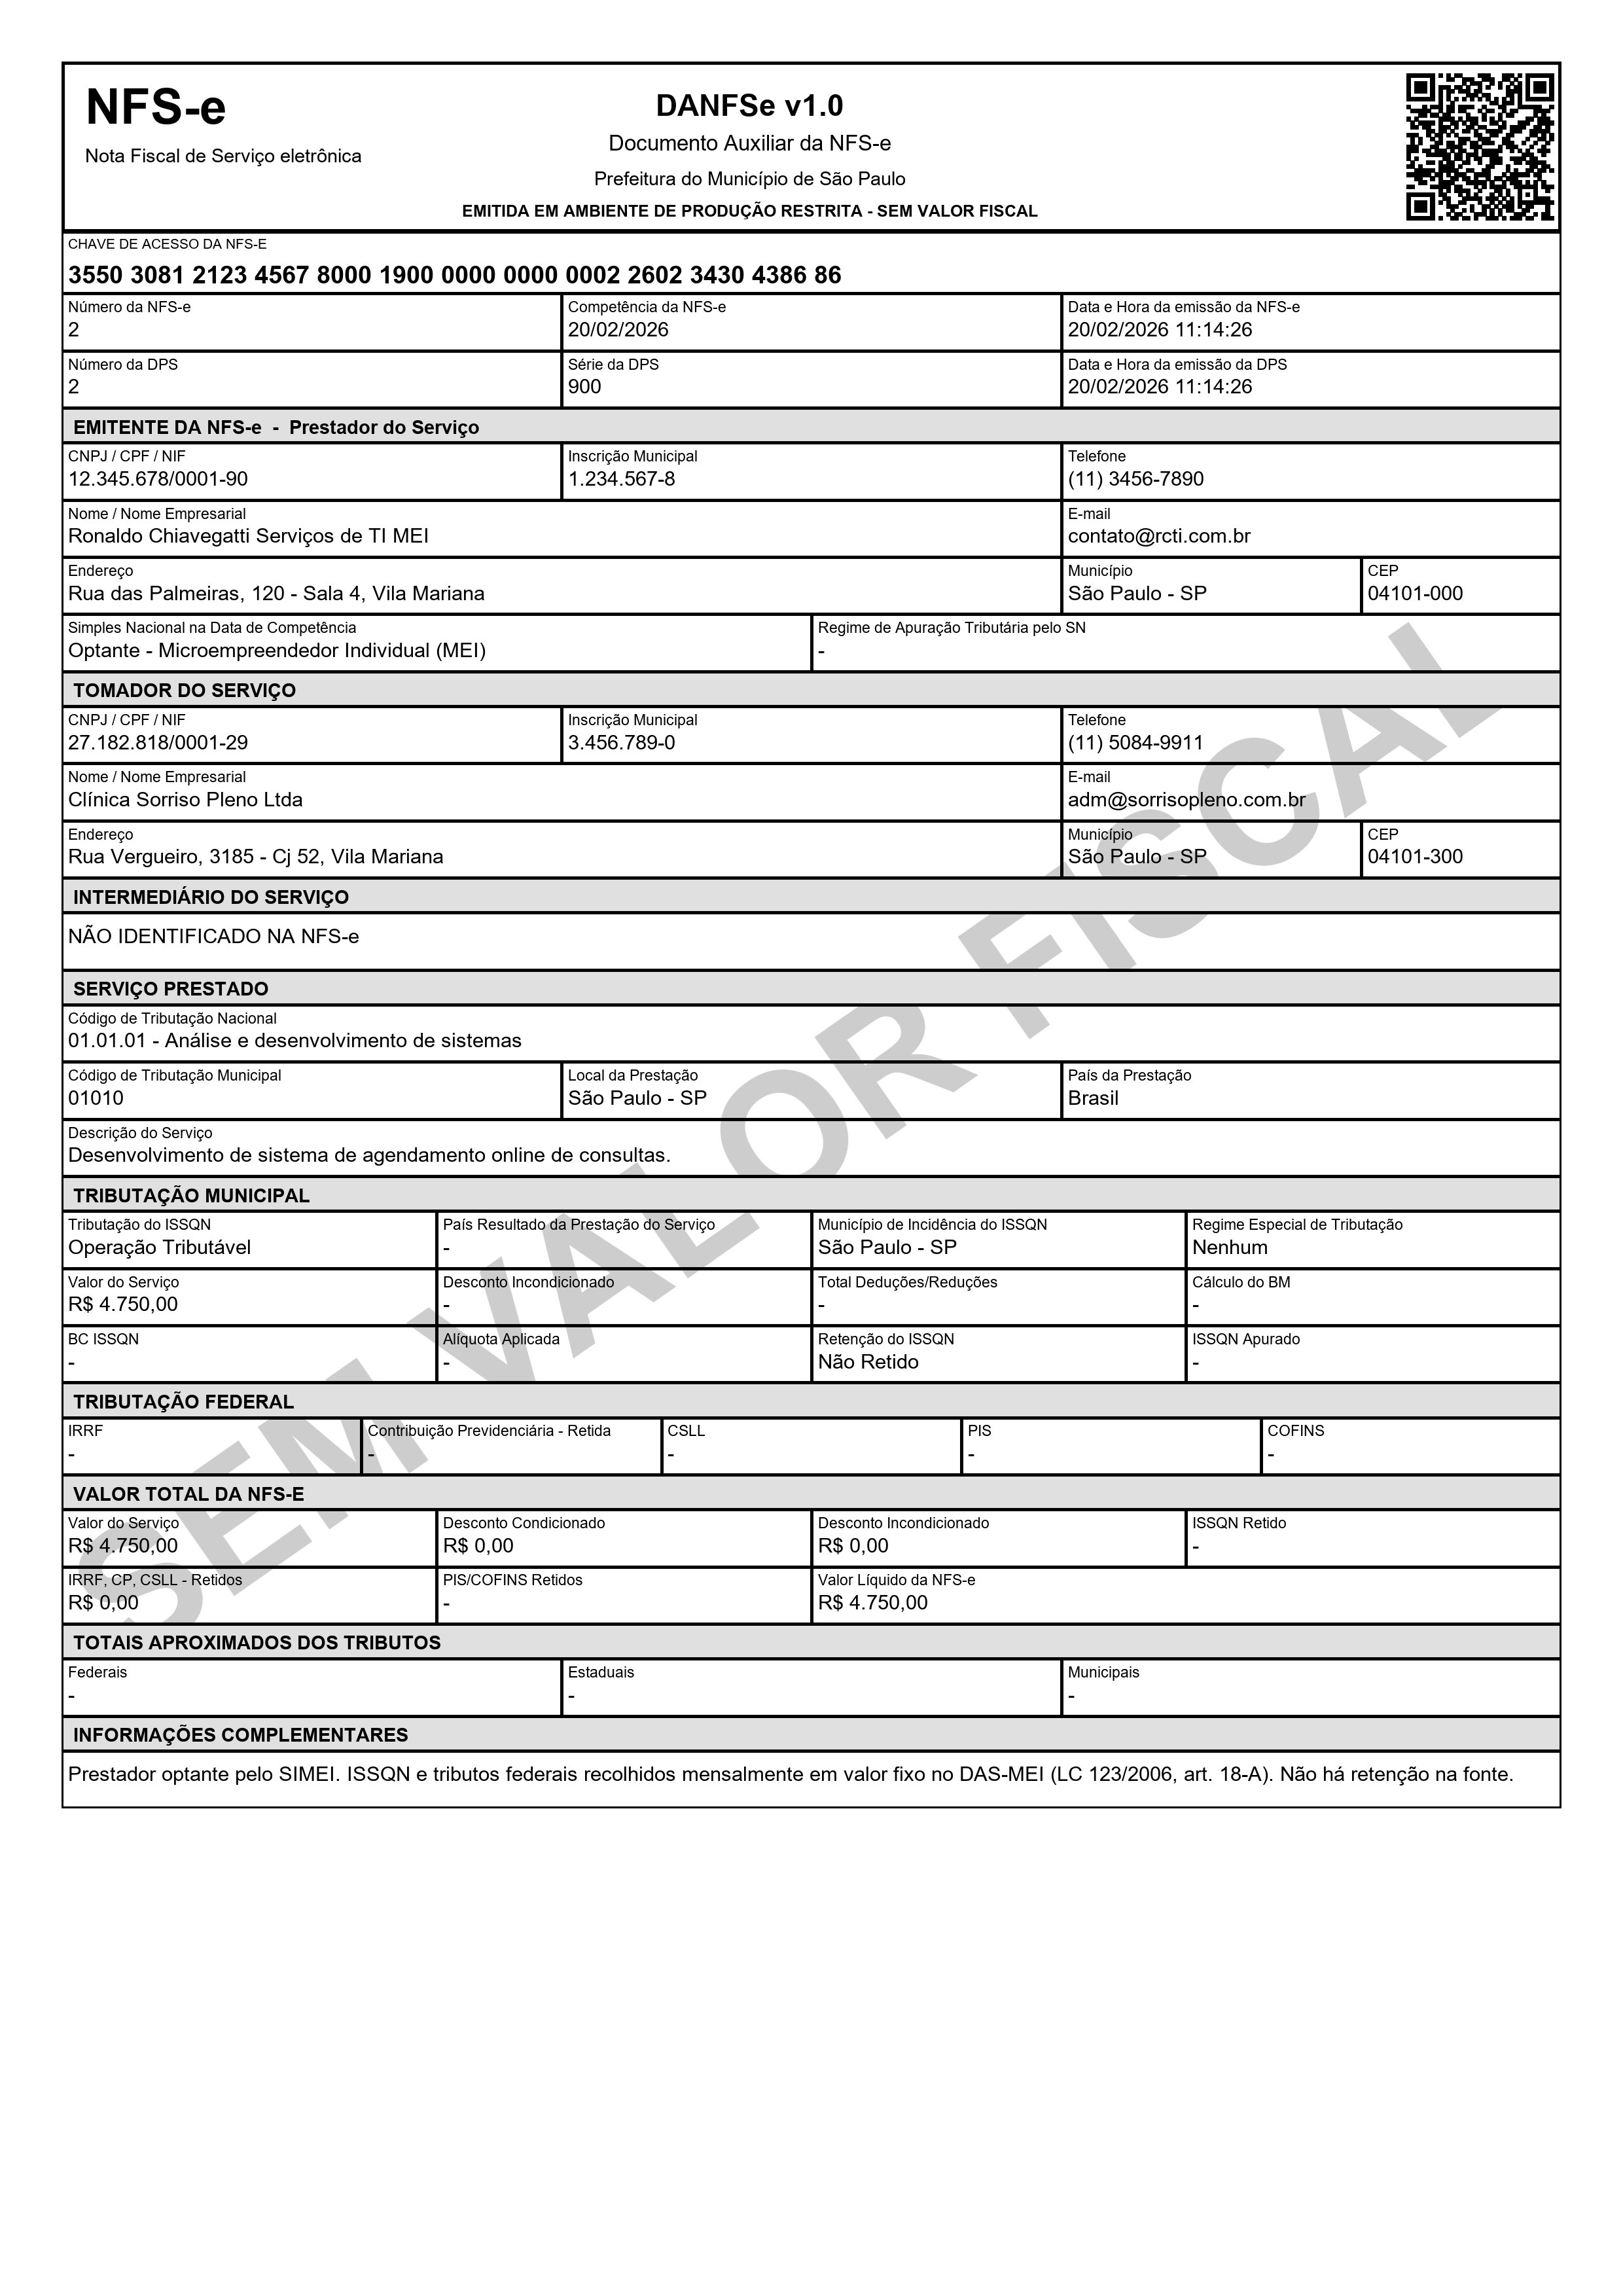 NFS-e
Nota Fiscal de Serviço eletrônica
DANFSe v1.0
Documento Auxiliar da NFS-e
Prefeitura do Município de São Paulo
EMITIDA EM AMBIENTE DE PRODUÇÃO RESTRITA - SEM VALOR FISCAL
CHAVE DE ACESSO DA NFS-E
3550 3081 2123 4567 8000 1900 0000 0000 0002 2602 3430 4386 86
Número da NFS-e
2
Competência da NFS-e
20/02/2026
Data e Hora da emissão da NFS-e
20/02/2026 11:14:26
Número da DPS
2
Série da DPS
900
Data e Hora da emissão da DPS
20/02/2026 11:14:26
EMITENTE DA NFS-e - Prestador do Serviço
CNPJ / CPF / NIF
12.345.678/0001-90
Inscrição Municipal
1.234.567-8
Telefone
(11) 3456-7890
Nome / Nome Empresarial
Ronaldo Chiavegatti Serviços de TI MEI
E-mail
contato@rcti.com.br
Endereço
Rua das Palmeiras, 120 - Sala 4, Vila Mariana
Município
São Paulo - SP
CEP
04101-000
Simples Nacional na Data de Competência
Optante - Microempreendedor Individual (MEI)
Regime de Apuração Tributária pelo SN
-
TOMADOR DO SERVIÇO
CNPJ / CPF / NIF
27.182.818/0001-29
Inscrição Municipal
3.456.789-0
Telefone
(11) 5084-9911
Nome / Nome Empresarial
Clínica Sorriso Pleno Ltda
E-mail
adm@sorrisopleno.com.br
Endereço
Rua Vergueiro, 3185 - Cj 52, Vila Mariana
Município
São Paulo - SP
CEP
04101-300
INTERMEDIÁRIO DO SERVIÇO
NÃO IDENTIFICADO NA NFS-e
SERVIÇO PRESTADO
Código de Tributação Nacional
01.01.01 - Análise e desenvolvimento de sistemas
Código de Tributação Municipal
01010
Local da Prestação
São Paulo - SP
País da Prestação
Brasil
Descrição do Serviço
Desenvolvimento de sistema de agendamento online de consultas.
TRIBUTAÇÃO MUNICIPAL
Tributação do ISSQN
Operação Tributável
País Resultado da Prestação do Serviço
-
Município de Incidência do ISSQN
São Paulo - SP
Regime Especial de Tributação
Nenhum
Valor do Serviço
R$ 4.750,00
Desconto Incondicionado
-
Total Deduções/Reduções
-
Cálculo do BM
-
BC ISSQN
-
Alíquota Aplicada
-
Retenção do ISSQN
Não Retido
ISSQN Apurado
-
TRIBUTAÇÃO FEDERAL
IRRF
-
Contribuição Previdenciária - Retida
-
CSLL
-
PIS
-
COFINS
-
VALOR TOTAL DA NFS-E
Valor do Serviço
R$ 4.750,00
Desconto Condicionado
R$ 0,00
Desconto Incondicionado
R$ 0,00
ISSQN Retido
-
IRRF, CP, CSLL - Retidos
R$ 0,00
PIS/COFINS Retidos
-
Valor Líquido da NFS-e
R$ 4.750,00
TOTAIS APROXIMADOS DOS TRIBUTOS
Federais
-
Estaduais
-
Municipais
-
INFORMAÇÕES COMPLEMENTARES
Prestador optante pelo SIMEI. ISSQN e tributos federais recolhidos mensalmente em valor fixo no DAS-MEI (LC 123/2006, art. 18-A). Não há retenção na fonte.
SEM VALOR FISCAL